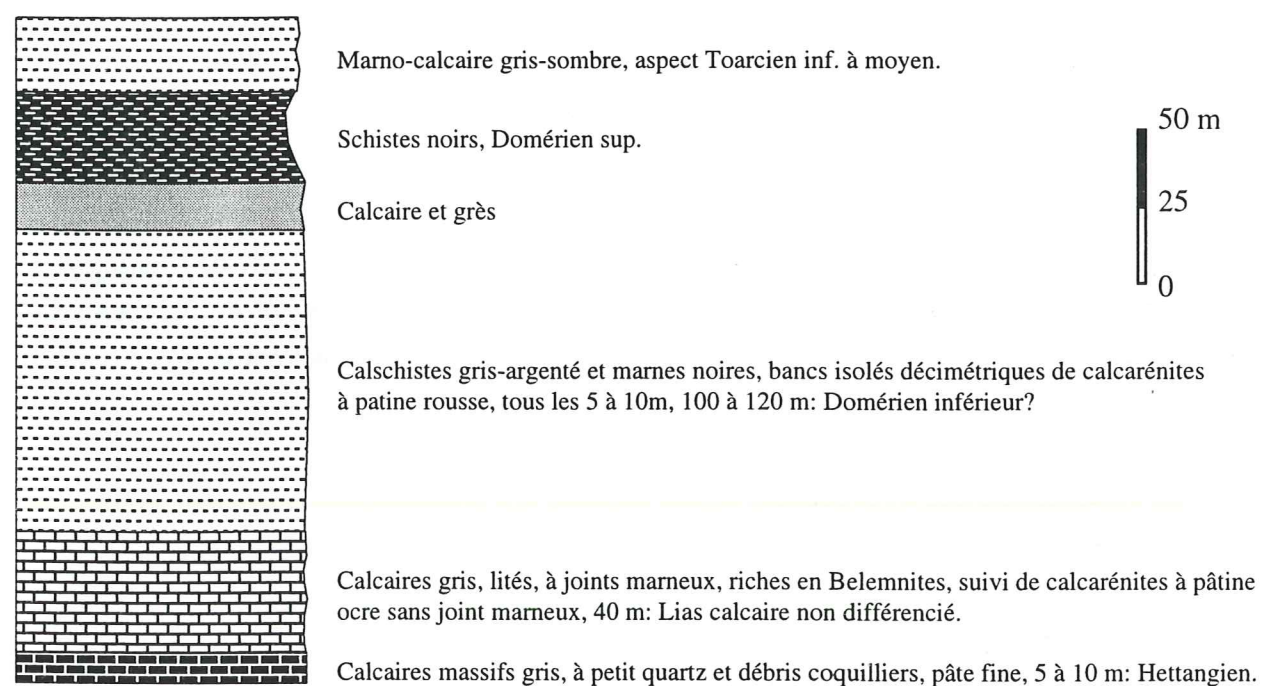 Marno-calcaire gris-sombre, aspect Toarcien inf. à moyen.
50 m
Schistes noirs, Domérien sup.
25
Calcaire et grès
0
Calschistes gris-argenté et marnes noires, bancs isolés décimétriques de calcarénites
à patine rousse, tous les 5 à 10m, 100 à 120 m: Domérien inférieur?
Calcaires gris, lités, à joints marneux, riches en Belemnites, suivi de calcarénites à pâtine
ocre sans joint marneux, 40 m: Lias calcaire non différencié.
Calcaires massifs gris, à petit quartz et débris coquilliers, pâte fine, 5 à 10 m: Hettangien.